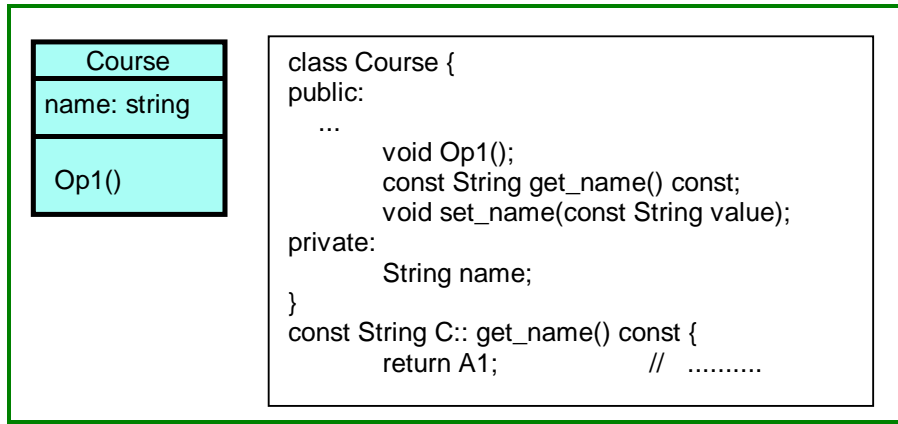 Course
name: string
Op1()
class Course {
public:
...
void Op1();
const String get_name() const;
void set_name(const String value);
private:
String name;
}
const String C:: get_name() const {
return A1; // ..........